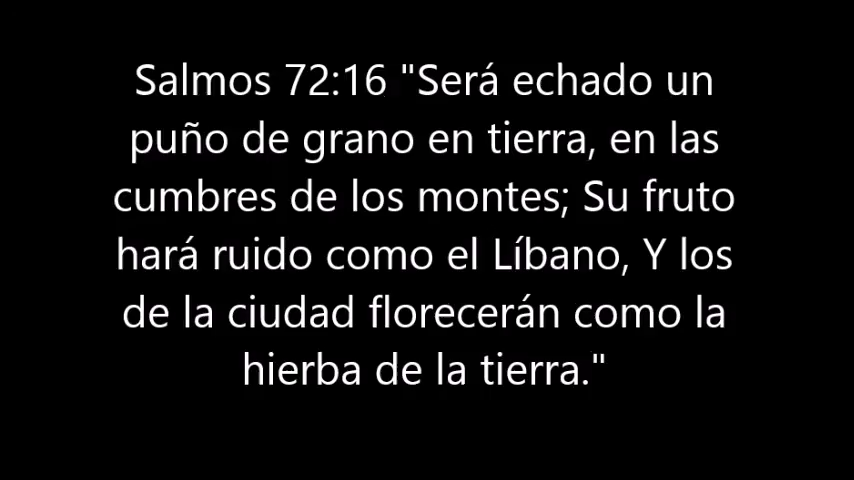 Salmos 72:16 "Será echado un
puño de grano en tierra, en las
cumbres de los montes; Su fruto
hará ruido como el Líbano, Y los
de la ciudad florecerán como la
hierba de la tierra."